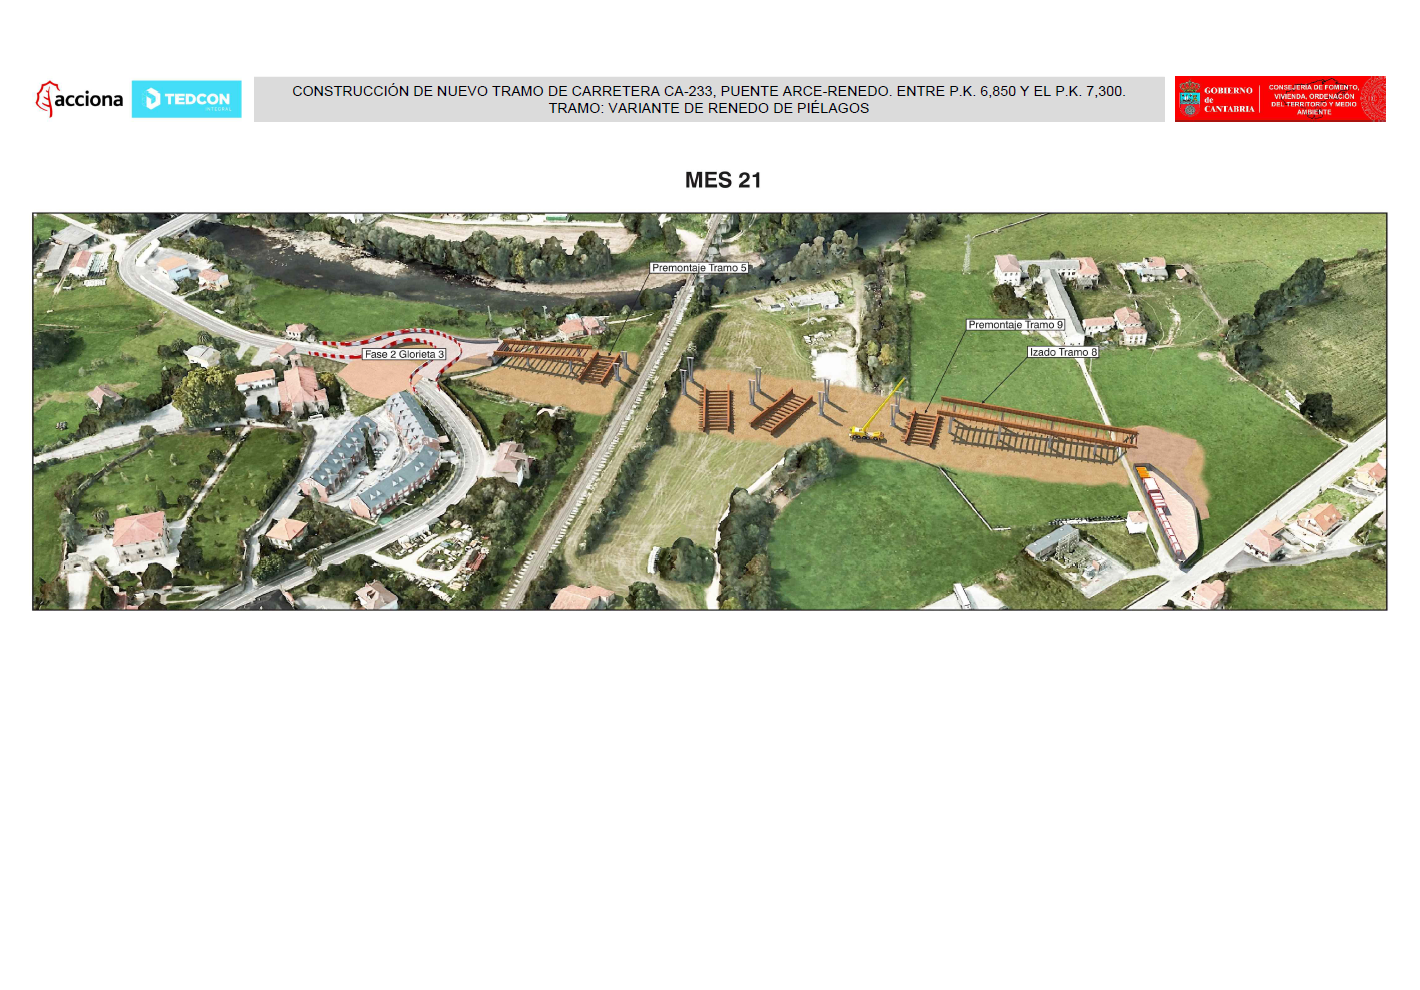 acciona
TEDCON
INTEGRAL
CONSTRUCCIÓN DE NUEVO TRAMO DE CARRETERA CA-233, PUENTE ARCE-RENEDO. ENTRE P.K. 6,850 Y EL P.K. 7,300.
TRAMO: VARIANTE DE RENEDO DE PIÉLAGOS
GOBIERNO
de
CANTABRIA
CONSEJERÍA DE FOMENTO,
VIVIENDA, ORDENACIÓN
DEL TERRITORIO Y MEDIO
AMBIENTE
MES 21
Premontaje Tramo 5
Premontaje Tramo 9
Izado Tramo 8
Fase 2 Glorieta 3